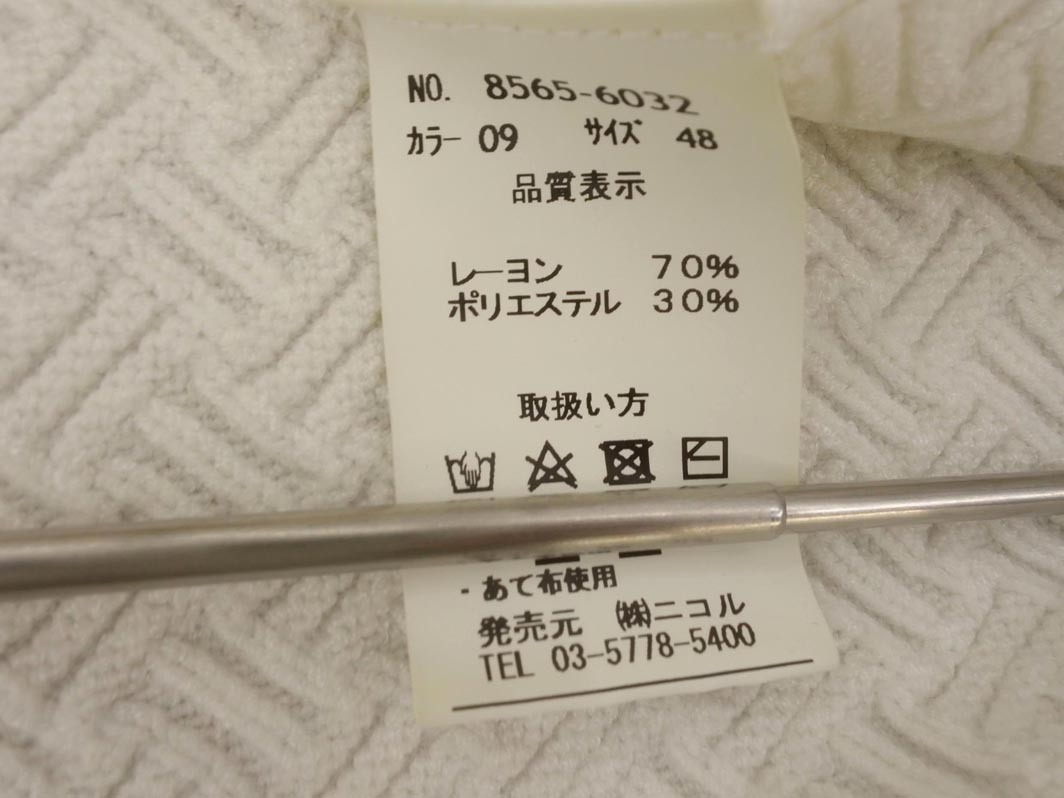 NO. 8565-6032
カラー 09 サイズ 48
品質表示
レーヨン 70%
ポリエステル 30%
取扱い方
・あて布使用
発売元 ㈱ニコル
TEL 03-5778-5400